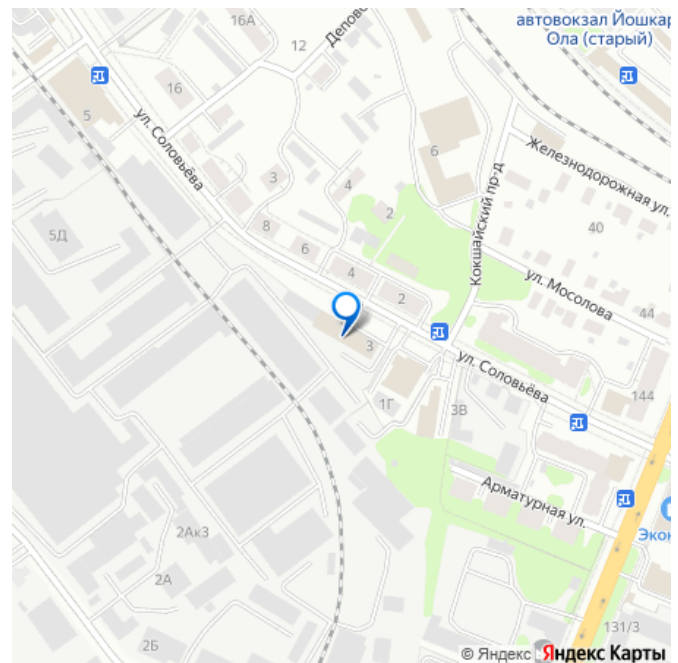 автовокзал Йошкар
Ола (старый)
16А
Депов
12
16
5
ул. Соловьёва
6
Железнодорожная ул.
Кокшайский пр-д
3
4
2
40
8
5Д
6
4
ул. Мосолова
2
44
3
ул. Соловьёва
144
1Г
3В
Арматурная ул.
Экон
2Ак3
2А
131/3
2Б
© Яндекс Яндекс Карты